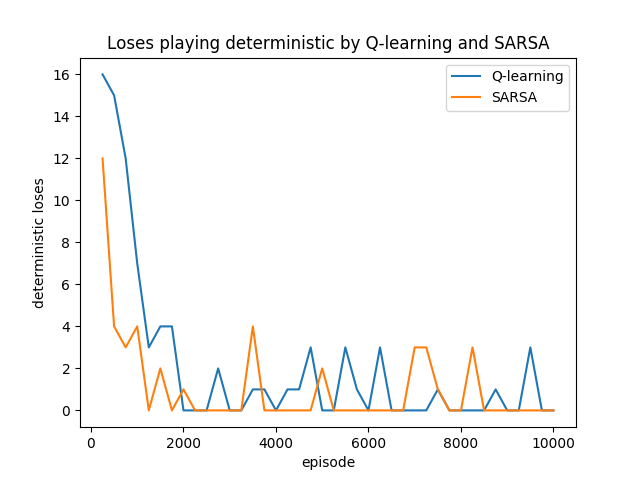 Loses playing deterministic by Q-learning and SARSA
Q-learning
SARSA
deterministic loses
16
14
12
10
8
6
4
2
0
0 2000 4000 6000 8000 10000
episode